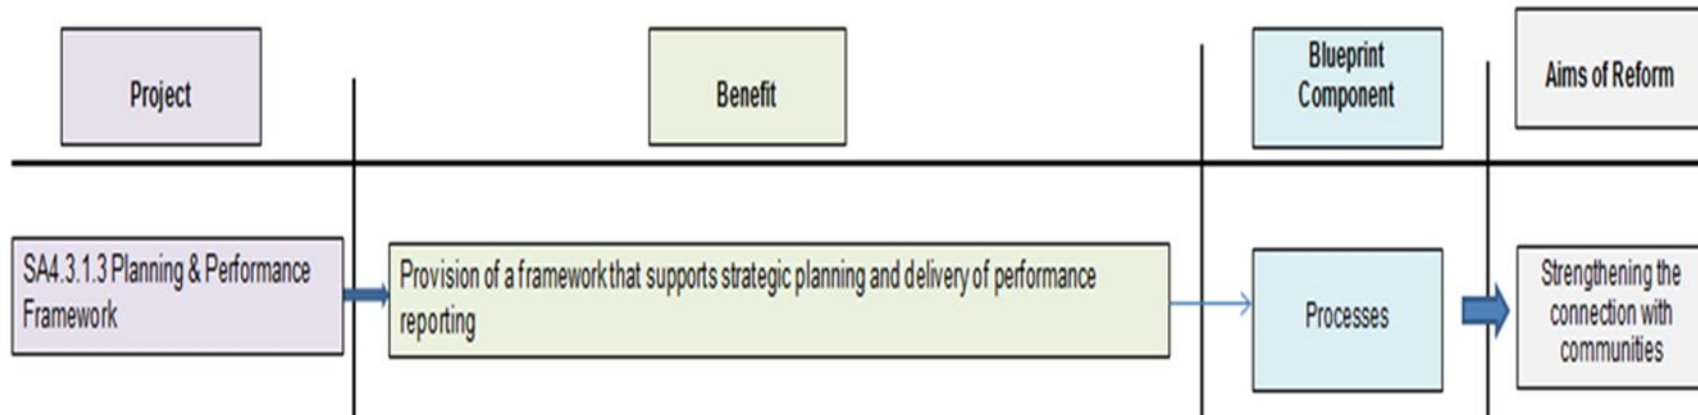 Project
Benefit
Blueprint
Component
Aims of Reform
SA4.3.1.3 Planning & Performance
Framework
Provision of a framework that supports strategic planning and delivery of performance
reporting
Processes
Strengthening the
connection with
communities